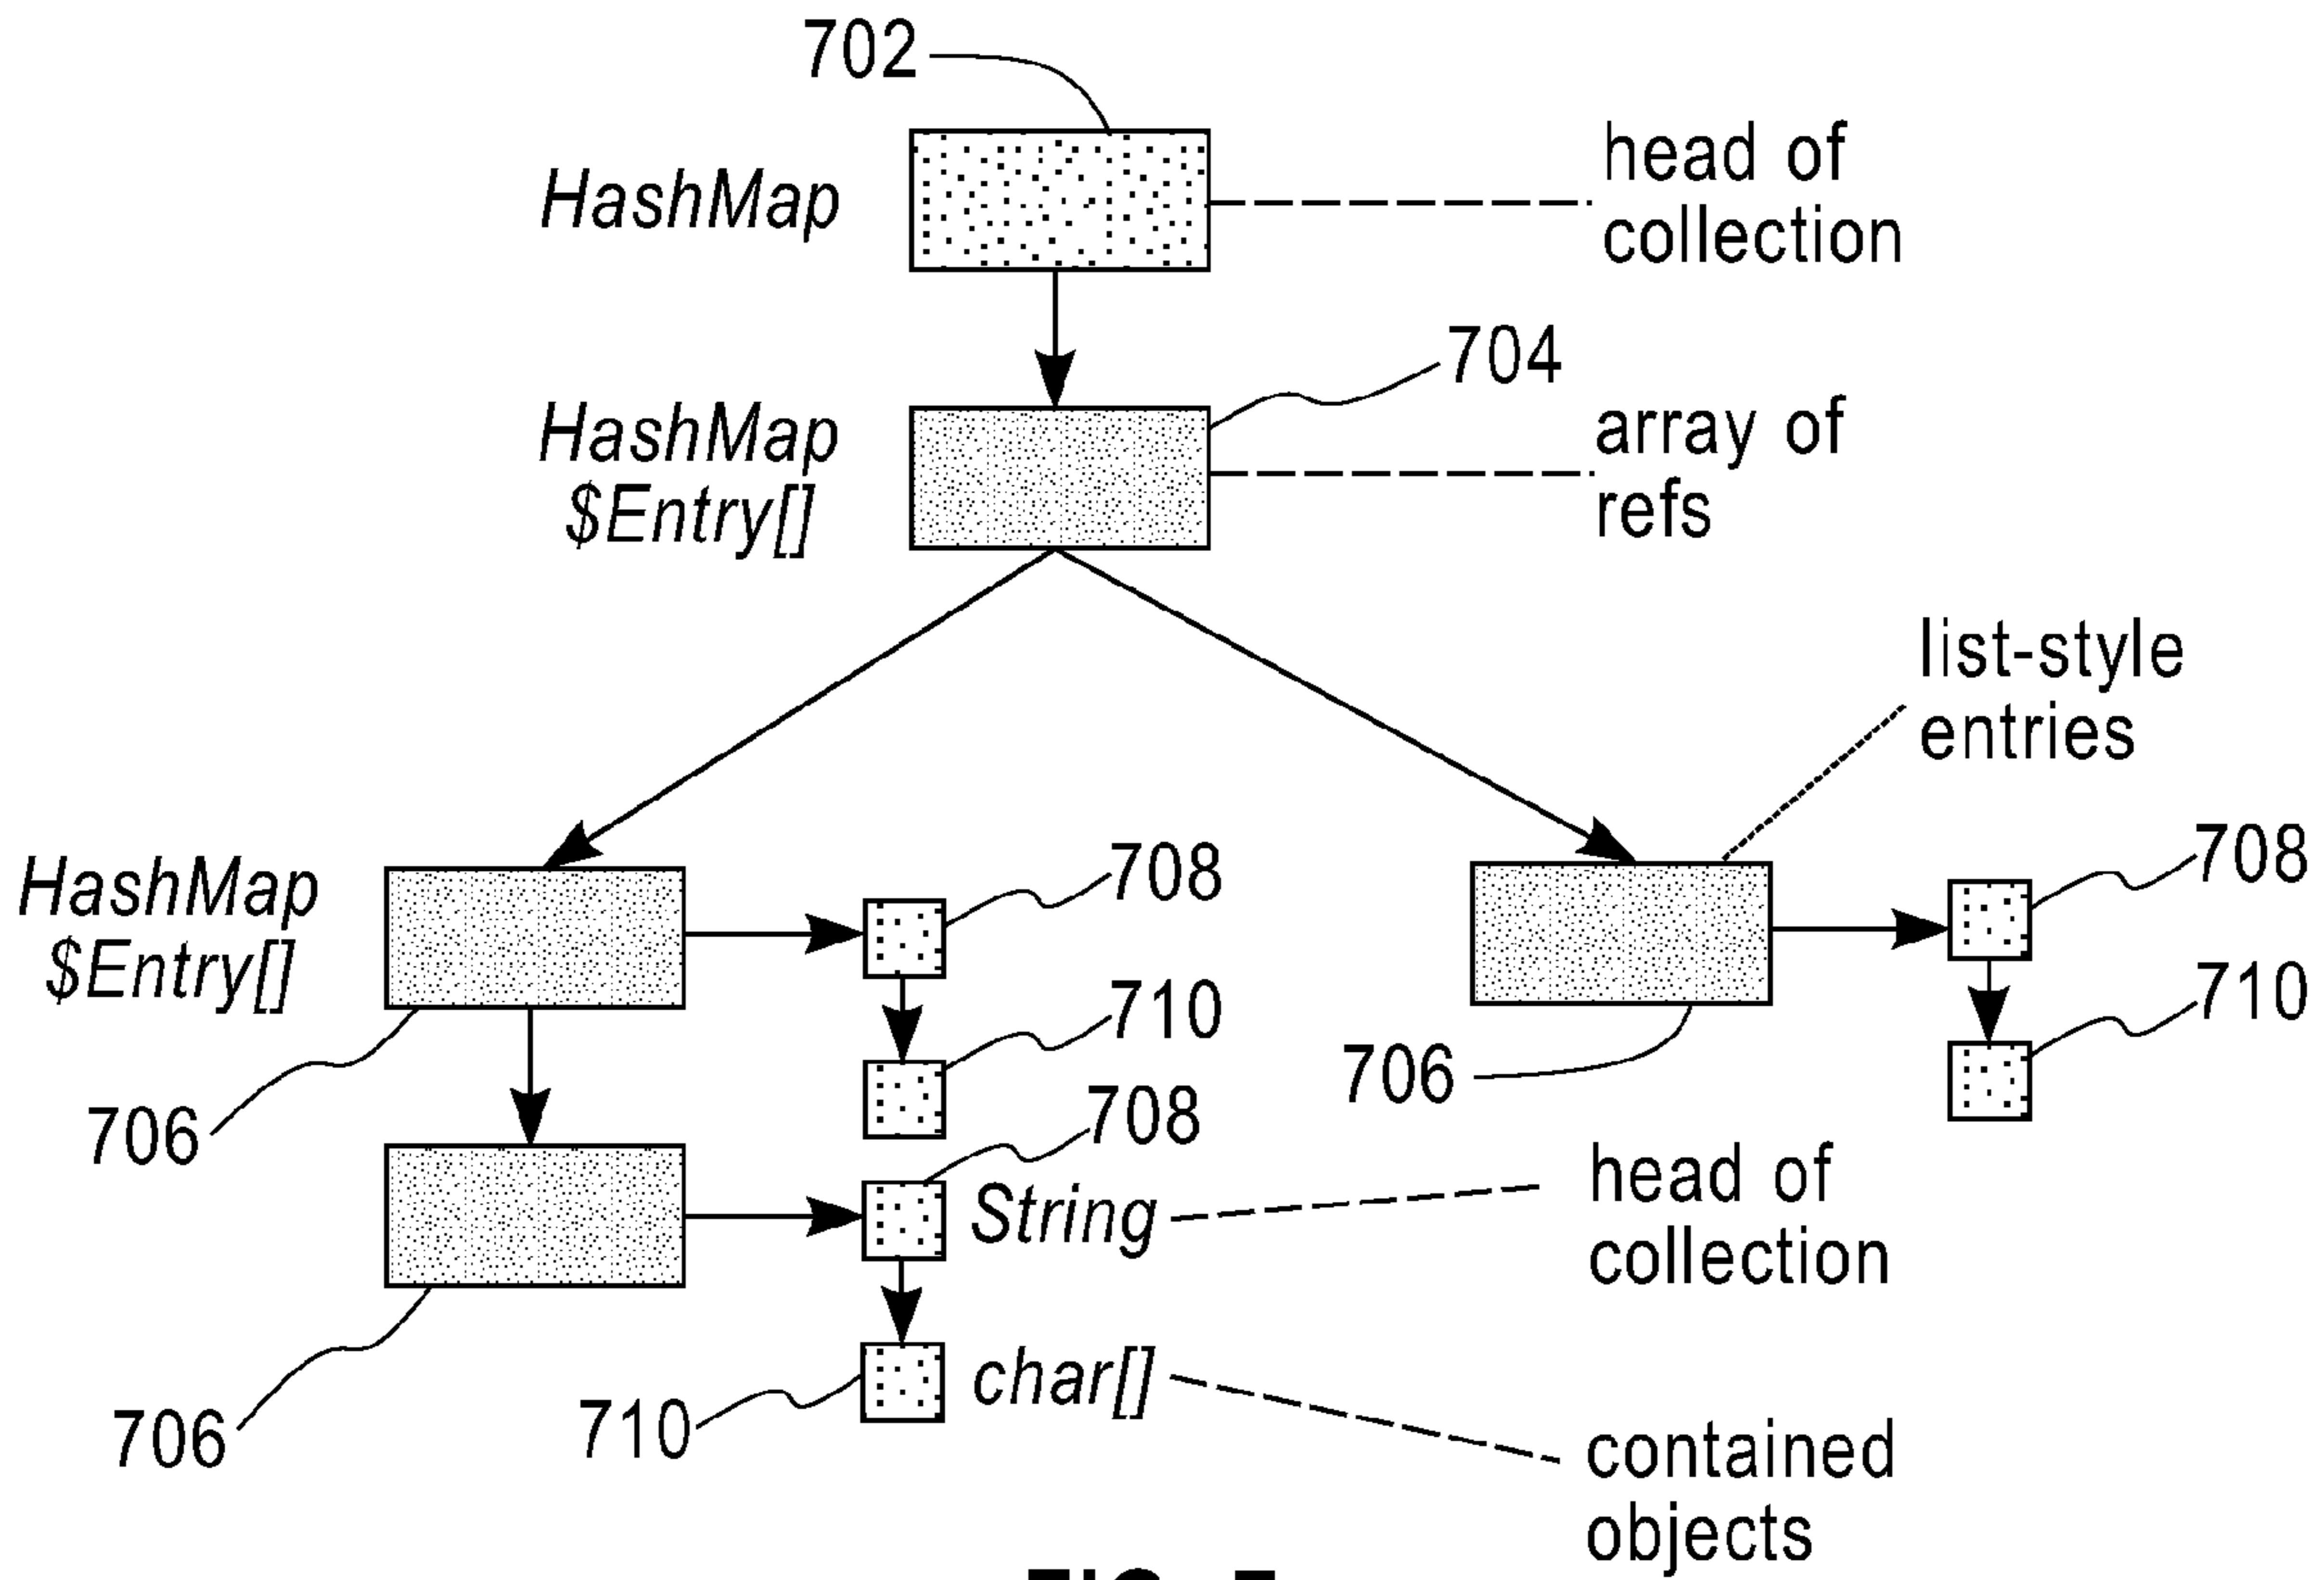 702
HashMap
head of
collection
704
HashMap
$Entry[]
array of
refs
list-style
entries
HashMap
$Entry[]
708
708
710
710
706
706
708
String
head of
collection
706
710
char[]
contained
objects